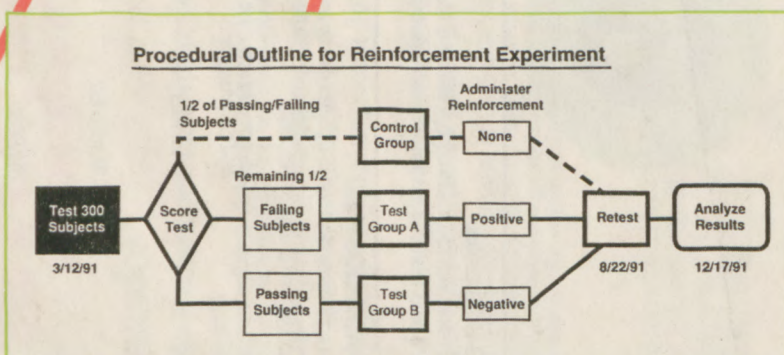 Procedural Outline for Reinforcement Experiment
1/2 of Passing/Failing
Subjects
Control
Group
Administer
Reinforcement
None
Test 300
Subjects
3/12/91
Score
Test
Remaining 1/2
Failing
Subjects
Test
Group A
Positive
Retest
8/22/91
Analyze
Results
12/17/91
Passing
Subjects
Test
Group B
Negative